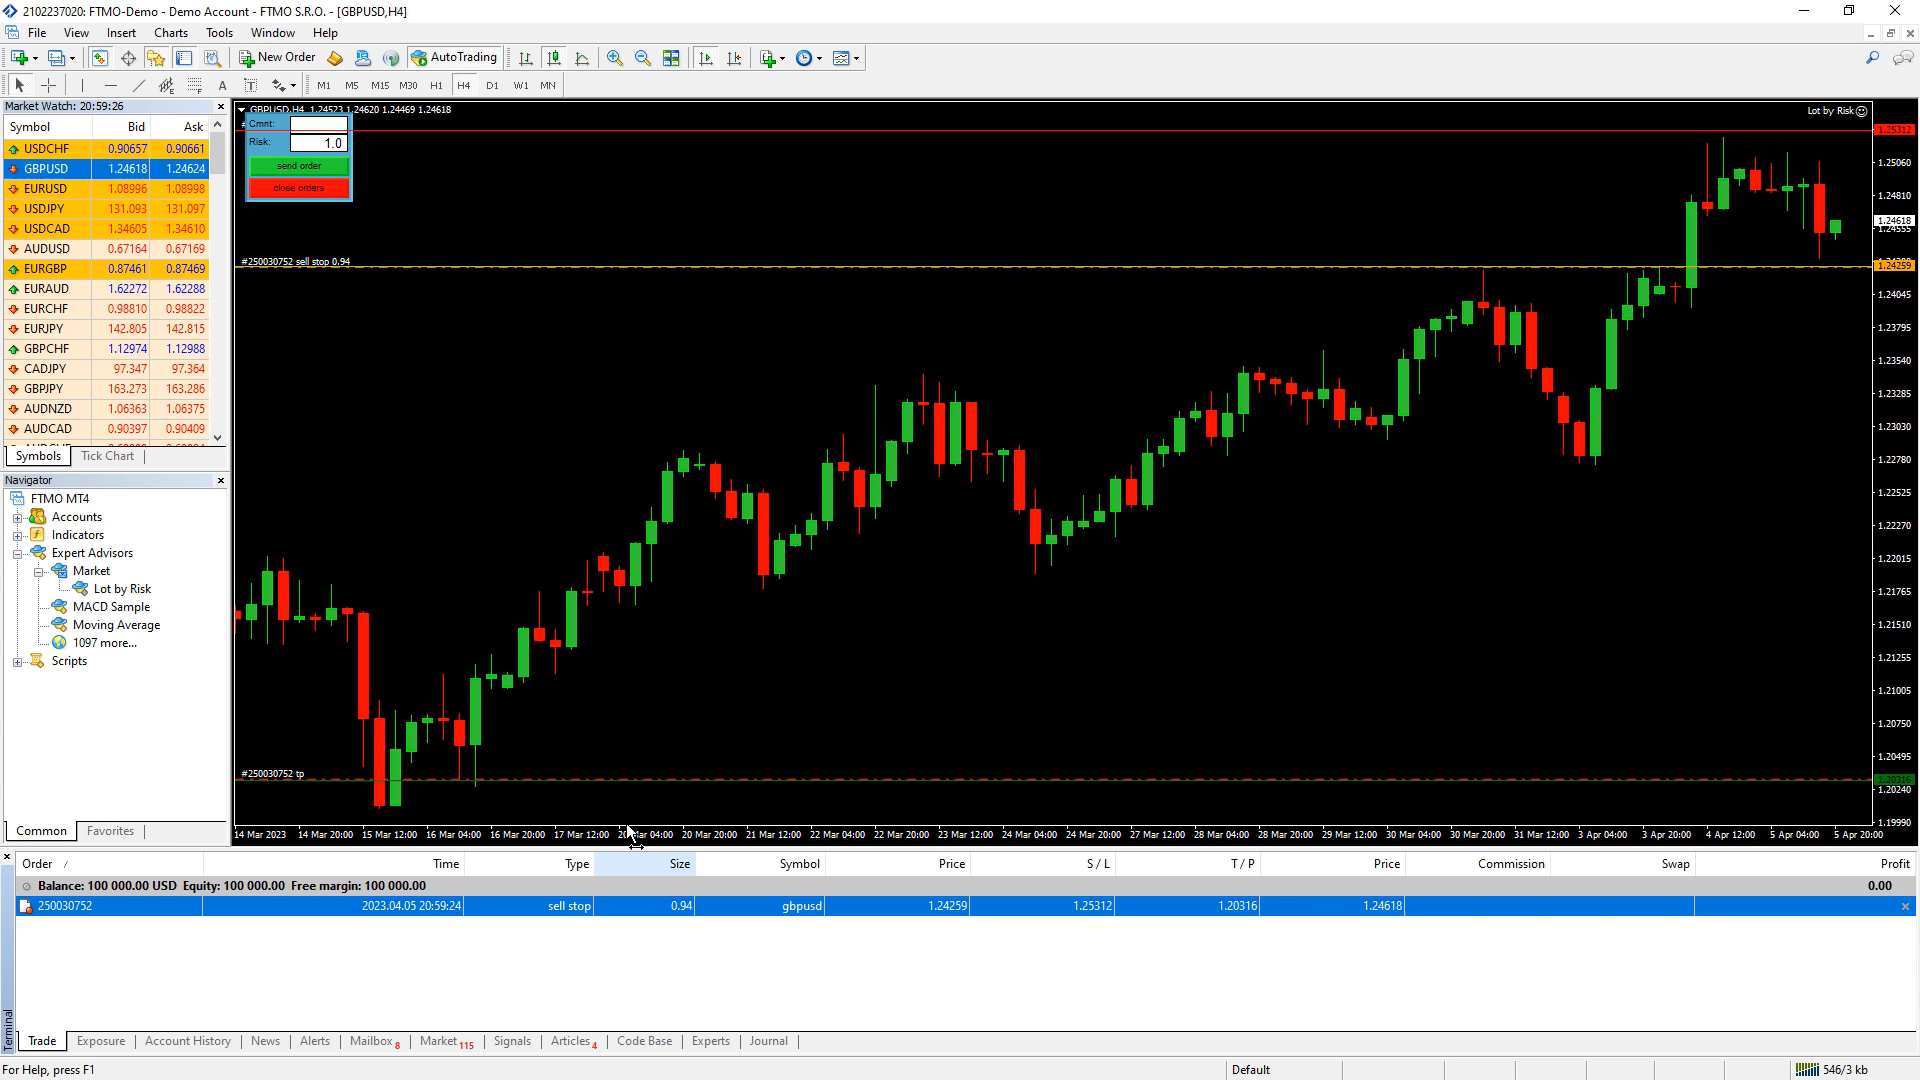 2102237020: FTMO-Demo - Demo Account - FTMO S.R.O. - [GBPUSD,H4]
File View Insert Charts Tools Window Help
New Order AutoTrading
A T M1 M5 M15 M30 H1 H4 D1 W1 MN
Market Watch: 20:59:26
Symbol Bid Ask
USDCHF 0.90657 0.90661
GBPUSD 1.24618 1.24624
EURUSD 1.08996 1.08998
USDJPY 131.093 131.097
USDCAD 1.34605 1.34610
AUDUSD 0.67164 0.67169
EURGBP 0.87461 0.87469
EURAUD 1.62272 1.62288
EURCHF 0.98810 0.98822
EURJPY 142.805 142.815
GBPCHF 1.12974 1.12988
CADJPY 97.347 97.364
GBPJPY 163.273 163.286
AUDNZD 1.06363 1.06375
AUDCAD 0.90397 0.90409
Symbols Tick Chart
Navigator
FTMO MT4
Accounts
Indicators
Expert Advisors
Market
Lot by Risk
MACD Sample
Moving Average
1097 more...
Scripts
Common Favorites
GBPUSD,H4 1.24523 1.24620 1.24469 1.24618
Lot by Risk
Cmnt:
Risk: 1.0
send order
close orders
#250030752 sell stop 0.94
#250030752 tp
1.25312
1.25060
1.24810
1.24618
1.24555
1.24259
1.24045
1.23795
1.23540
1.23285
1.23030
1.22780
1.22525
1.22270
1.22015
1.21765
1.21510
1.21255
1.21005
1.20750
1.20495
1.20316
1.20240
1.19990
14 Mar 2023 14 Mar 20:00 15 Mar 12:00 16 Mar 04:00 16 Mar 20:00 17 Mar 12:00 20 Mar 04:00 20 Mar 20:00 21 Mar 12:00 22 Mar 04:00 22 Mar 20:00 23 Mar 12:00 24 Mar 04:00 24 Mar 20:00 27 Mar 12:00 28 Mar 04:00 28 Mar 20:00 29 Mar 12:00 30 Mar 04:00 30 Mar 20:00 31 Mar 12:00 3 Apr 04:00 3 Apr 20:00 4 Apr 12:00 5 Apr 04:00 5 Apr 20:00
Order / Time Type Size Symbol Price S / L T / P Price Commission Swap Profit
Balance: 100 000.00 USD Equity: 100 000.00 Free margin: 100 000.00 0.00
250030752 2023.04.05 20:59:24 sell stop 0.94 gbpusd 1.24259 1.25312 1.20316 1.24618
Terminal
Trade Exposure Account History News Alerts Mailbox 8 Market 115 Signals Articles 4 Code Base Experts Journal
For Help, press F1 Default 546/3 kb